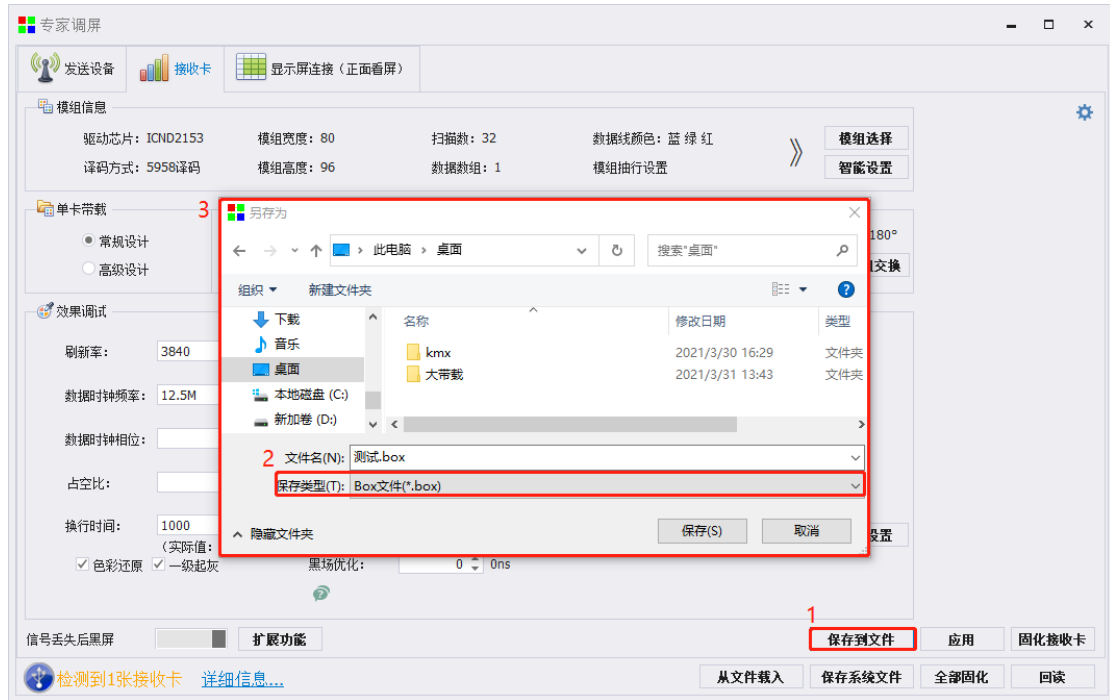 专家调屏
发送设备 接收卡 显示屏连接（正面看屏）
模组信息
驱动芯片：ICND2153 模组宽度：80 扫描数：32 数据线颜色：蓝 绿 红 模组选择
译码方式：5958译码 模组高度：96 数据数组：1 模组抽行设置 智能设置
单卡带载 3 另存为
常规设计 180°
此电脑 › 桌面 搜索"桌面"
高级设计 交换
组织 新建文件夹
效果调试 下载 名称 修改日期 类型
音乐
刷新率： 3840 kmx 2021/3/30 16:29 文件夹
桌面 大带载 2021/3/31 13:43 文件夹
数据时钟频率： 12.5M 本地磁盘 (C:)
新加卷 (D:)
数据时钟相位：
2 文件名(N): 测试.box
占空比： 保存类型(T): Box文件(*.box)
换行时间： 1000 隐藏文件夹 保存(S) 取消 设置
（实际值：
色彩还原 一级起灰 黑场优化： 0 0ns
1
信号丢失后黑屏 扩展功能 保存到文件 应用 固化接收卡
检测到1张接收卡 详细信息... 从文件载入 保存系统文件 全部固化 回读